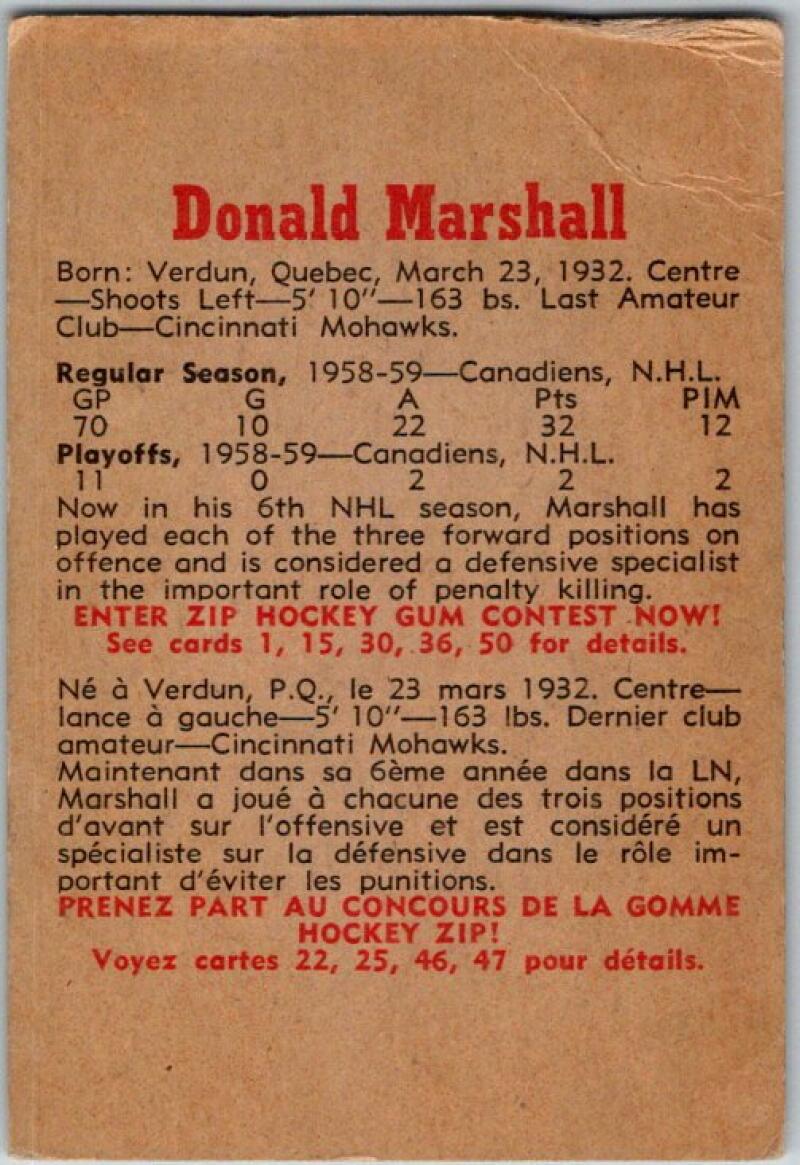 Donald Marshall
Born: Verdun, Quebec, March 23, 1932. Centre
—Shoots Left—5' 10"—163 bs. Last Amateur
Club—Cincinnati Mohawks.
Regular Season, 1958-59—Canadiens, N.H.L.
GP G A Pts PIM
70 10 22 32 12
Playoffs, 1958-59—Canadiens, N.H.L.
11 0 2 2 2
Now in his 6th NHL season, Marshall has
played each of the three forward positions on
offence and is considered a defensive specialist
in the important role of penalty killing.
ENTER ZIP HOCKEY GUM CONTEST NOW!
See cards 1, 15, 30, 36, 50 for details.
Né à Verdun, P.Q., le 23 mars 1932. Centre—
lance à gauche—5' 10"—163 lbs. Dernier club
amateur—Cincinnati Mohawks.
Maintenant dans sa 6ème année dans la LN,
Marshall a joué à chacune des trois positions
d'avant sur l'offensive et est considéré un
spécialiste sur la défensive dans le rôle im-
portant d'éviter les punitions.
PRENEZ PART AU CONCOURS DE LA GOMME
HOCKEY ZIP!
Voyez cartes 22, 25, 46, 47 pour détails.